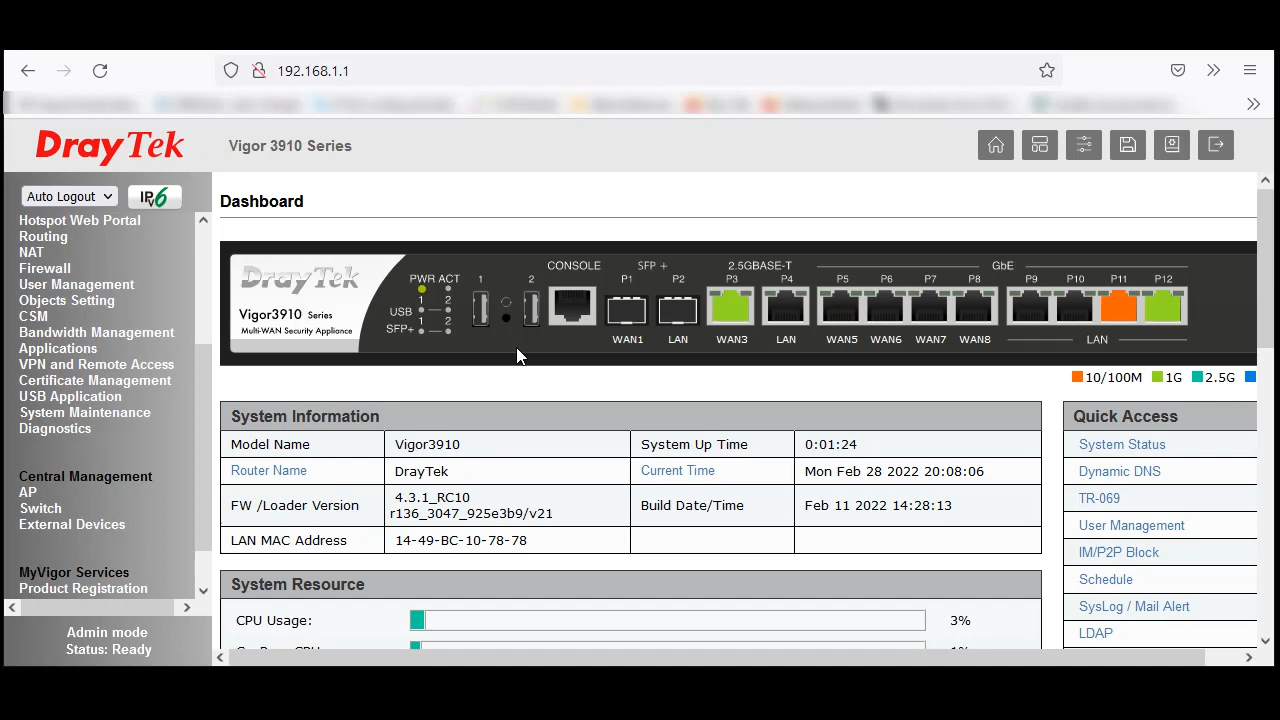 192.168.1.1
DrayTek
Vigor 3910 Series
Auto Logout
IPv6
Hotspot Web Portal
Routing
NAT
Firewall
User Management
Objects Setting
CSM
Bandwidth Management
Applications
VPN and Remote Access
Certificate Management
USB Application
System Maintenance
Diagnostics
Central Management
AP
Switch
External Devices
MyVigor Services
Product Registration
Admin mode
Status: Ready
Dashboard
DrayTek
Vigor3910 Series
Multi-WAN Security Appliance
PWR ACT
1 2
USB
SFP+ 2
1 2
CONSOLE
SFP +
2.5GBASE-T
GbE
P1 P2 P3 P4 P5 P6 P7 P8 P9 P10 P11 P12
WAN1 LAN WAN3 LAN WAN5 WAN6 WAN7 WAN8 LAN
10/100M 1G 2.5G
System Information
Model Name Vigor3910 System Up Time 0:01:24
Router Name DrayTek Current Time Mon Feb 28 2022 20:08:06
FW /Loader Version 4.3.1_RC10 Build Date/Time Feb 11 2022 14:28:13
r136_3047_925e3b9/v21
LAN MAC Address 14-49-BC-10-78-78
System Resource
CPU Usage: 3%
Quick Access
System Status
Dynamic DNS
TR-069
User Management
IM/P2P Block
Schedule
SysLog / Mail Alert
LDAP